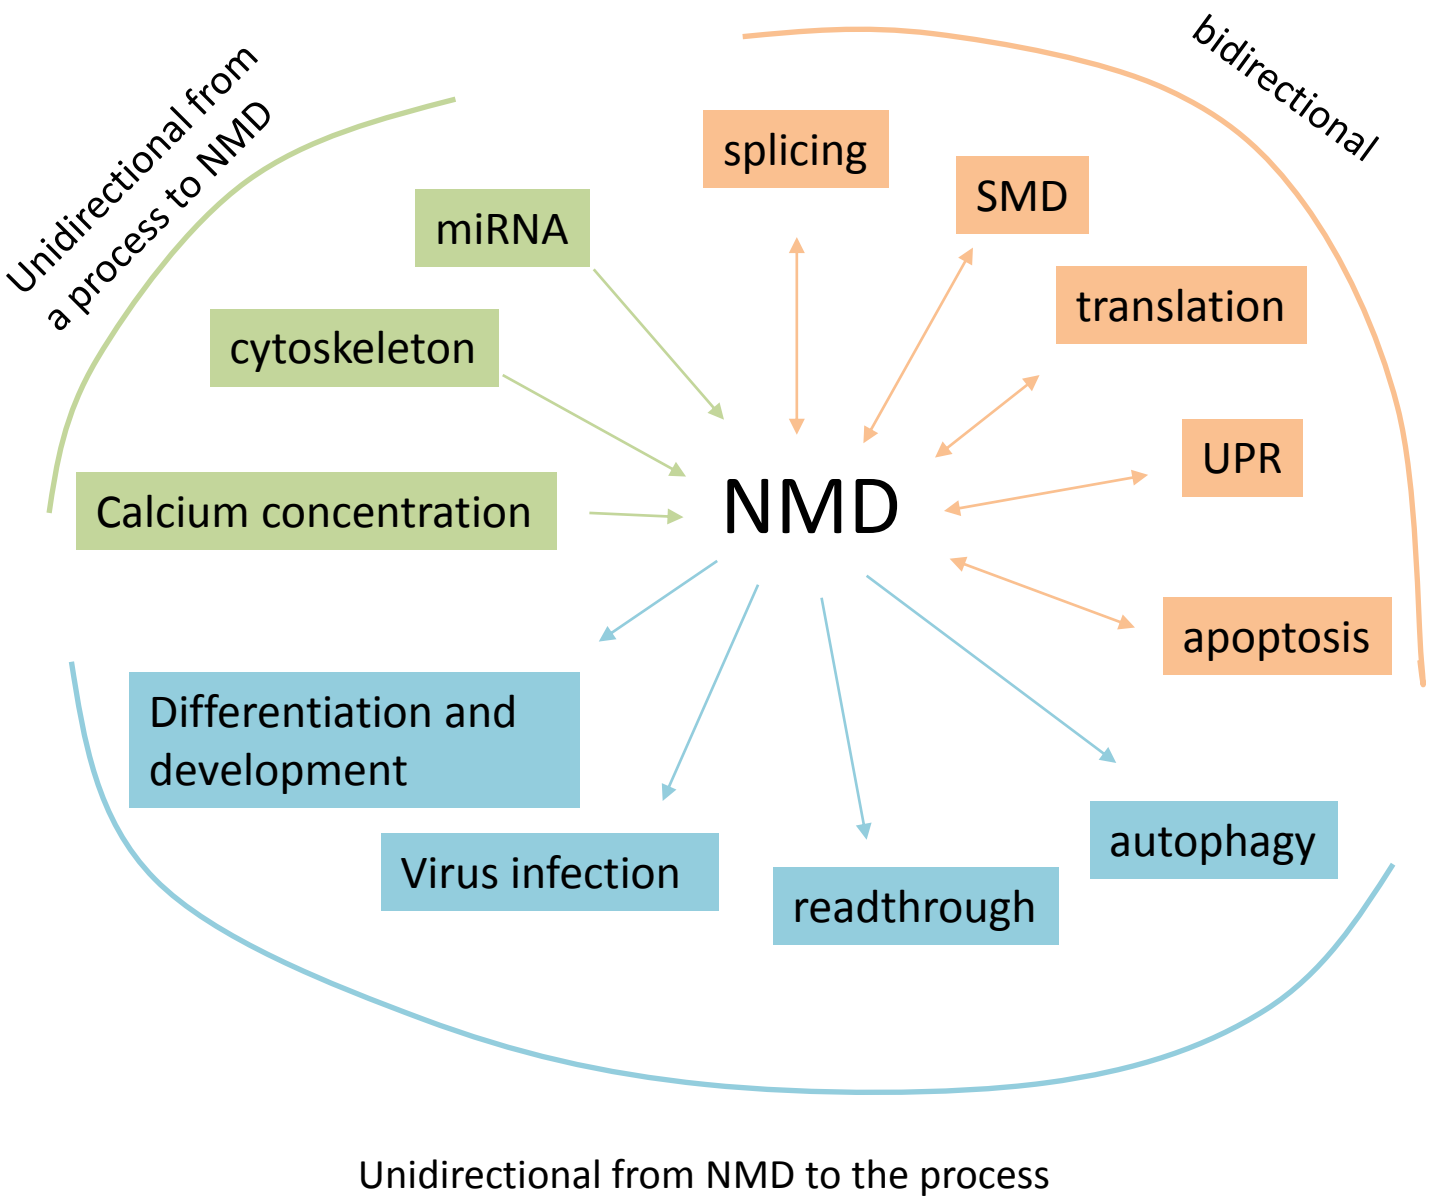 Unidirectional from
a process to NMD
bidirectional
splicing
SMD
miRNA
translation
cytoskeleton
UPR
Calcium concentration
NMD
apoptosis
Differentiation and
development
Virus infection
readthrough
autophagy
Unidirectional from NMD to the process